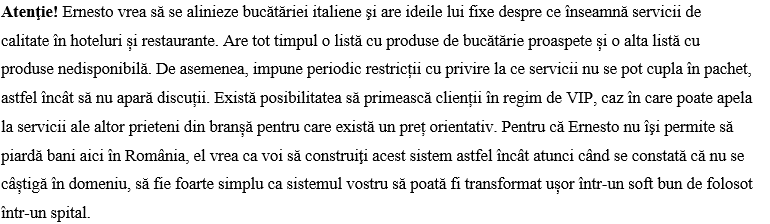 Atenţie! Ernesto vrea să se alinieze bucătăriei italiene şi are ideile lui fixe despre ce înseamnă servicii de
calitate în hoteluri și restaurante. Are tot timpul o listă cu produse de bucătărie proaspete și o alta listă cu
produse nedisponibilă. De asemenea, impune periodic restricții cu privire la ce servicii nu se pot cupla în pachet,
astfel încât să nu apară discuții. Există posibilitatea să primească clienții în regim de VIP, caz în care poate apela
la servicii ale altor prieteni din branșă pentru care există un preț orientativ. Pentru că Ernesto nu îşi permite să
piardă bani aici în România, el vrea ca voi să construiţi acest sistem astfel încât atunci când se constată că nu se
câștigă în domeniu, să fie foarte simplu ca sistemul vostru să poată fi transformat ușor într-un soft bun de folosot
într-un spital.